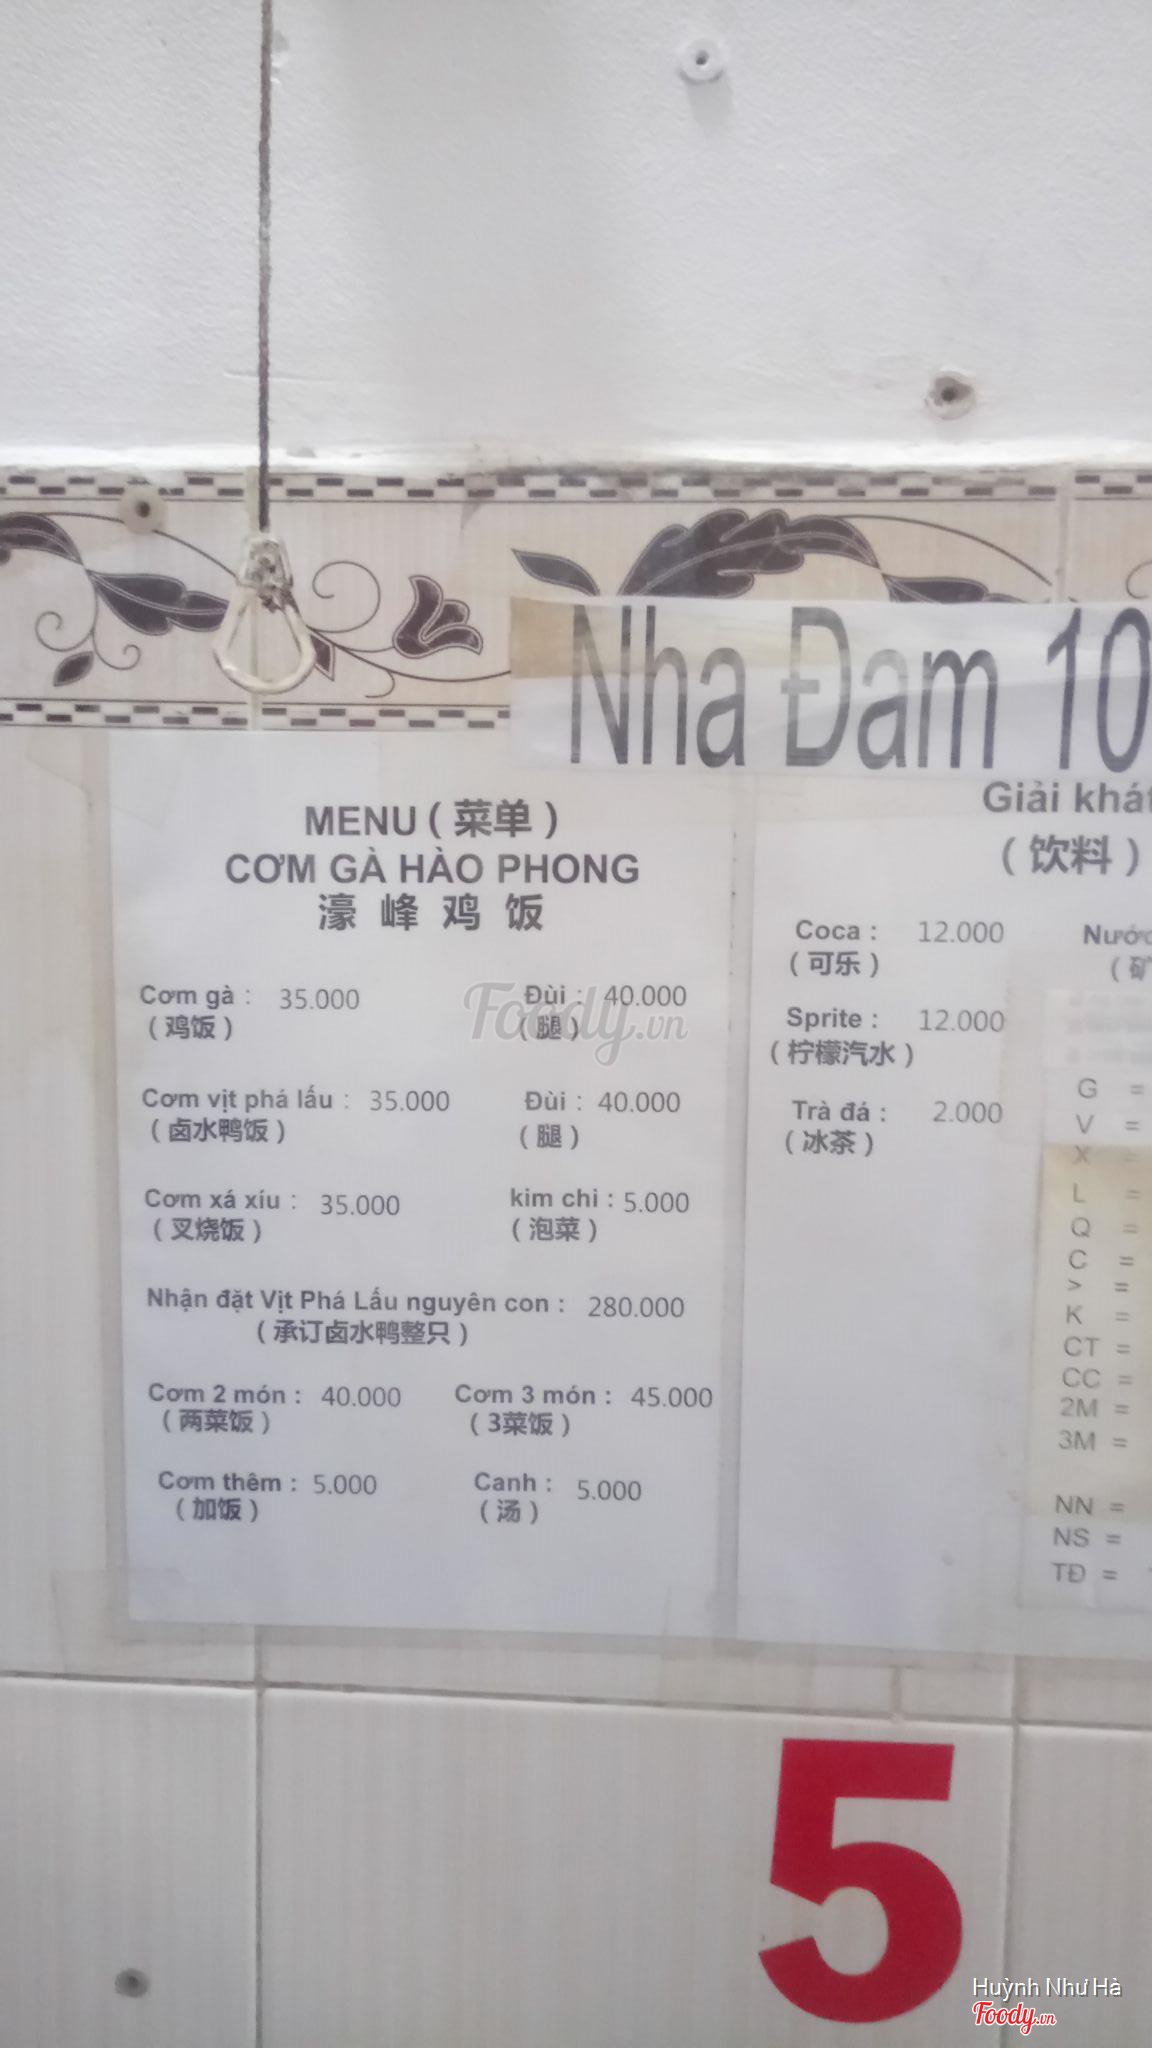 Nha Đam 10
MENU ( 菜单 )
CƠM GÀ HÀO PHONG
濠 峰 鸡 饭
Cơm gà : 35.000 Đùi : 40.000
( 鸡饭 ) ( 腿 )
Cơm vịt phá lấu : 35.000 Đùi : 40.000
( 卤水鸭饭 ) ( 腿 )
Cơm xá xíu : 35.000 kim chi : 5.000
( 叉烧饭 ) ( 泡菜 )
Nhận đặt Vịt Phá Lấu nguyên con : 280.000
( 承订卤水鸭整只 )
Cơm 2 món : 40.000 Cơm 3 món : 45.000
( 两菜饭 ) ( 3菜饭 )
Cơm thêm : 5.000 Canh : 5.000
( 加饭 ) ( 汤 )
Giải khát
( 饮料 )
Coca : 12.000 Nước
( 可乐 ) ( 矿
Sprite : 12.000
( 柠檬汽水 )
Trà đá : 2.000
( 冰茶 )
G =
V =
X =
L =
Q =
C =
> =
K =
CT =
CC =
2M =
3M =
NN =
NS =
TĐ =
5
Foody.vn
Huỳnh Như Hà
Foody.vn